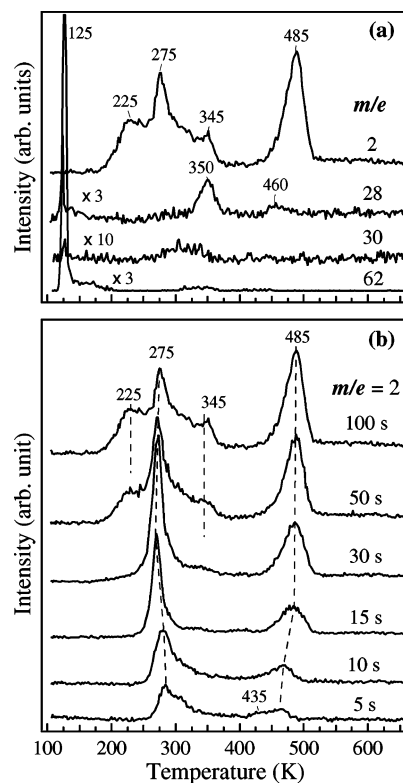 125
(a)
275
485
m/e
225
345
2
350
x 3
460
28
x 10
30
x 3
62
Intensity (arb. units)
(b)
485
275
m/e = 2
225
345
100 s
50 s
30 s
15 s
10 s
435
5 s
Intensity (arb. unit)
100 200 300 400 500 600
Temperature (K)